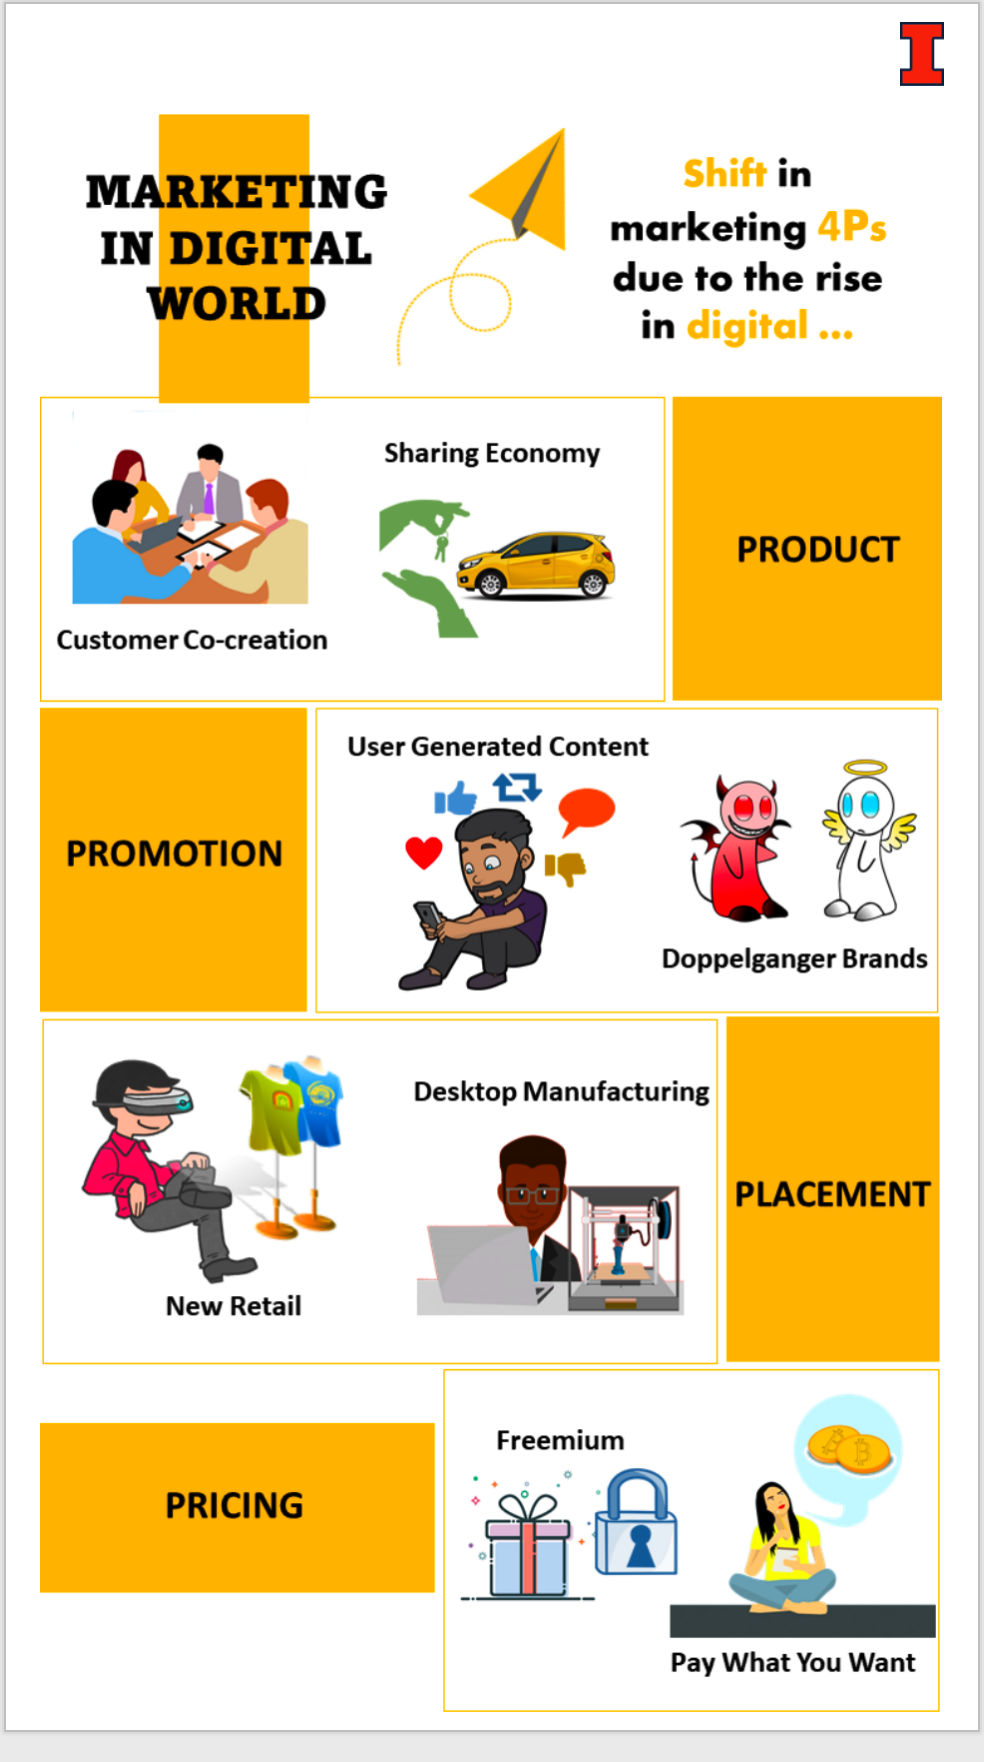 I
MARKETING
IN DIGITAL
WORLD
Shift in
marketing 4Ps
due to the rise
in digital ...
Sharing Economy
Customer Co-creation
PRODUCT
PROMOTION
User Generated Content
Doppelganger Brands
Desktop Manufacturing
New Retail
PLACEMENT
PRICING
Freemium
Pay What You Want